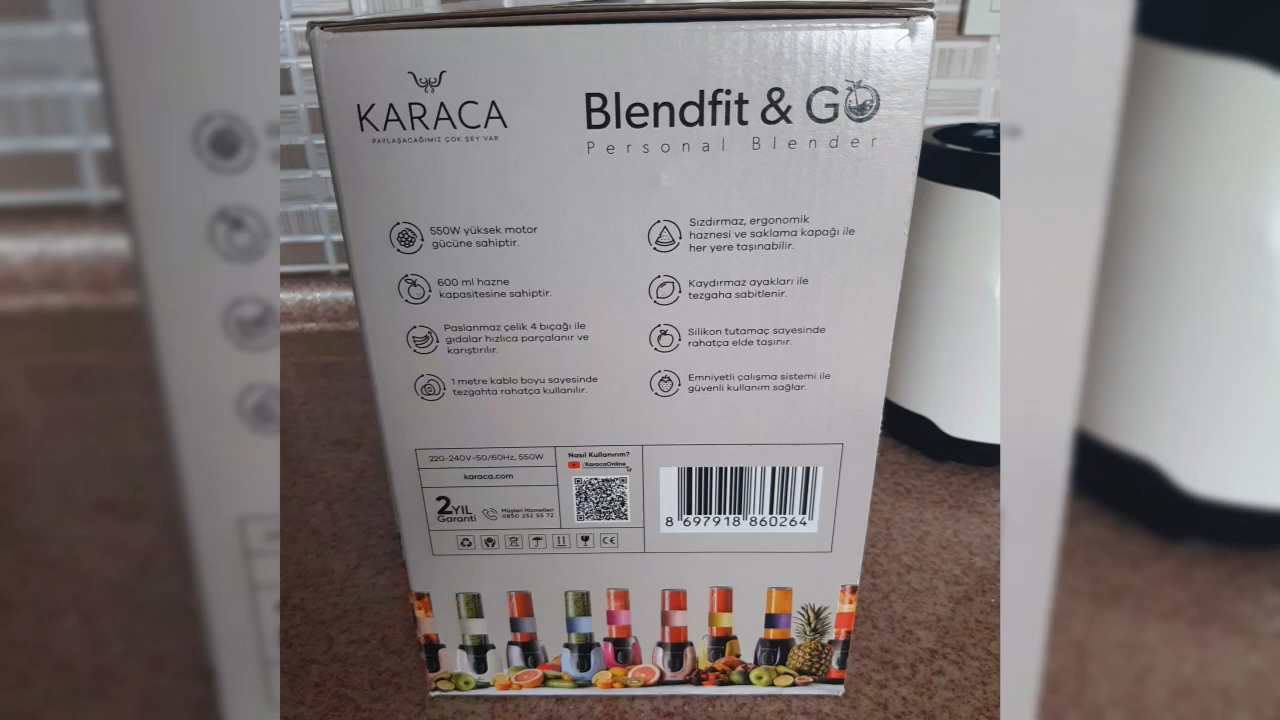 KARACA
PAYLAŞACAĞIMIZ ÇOK ŞEY VAR
Blendfit & GO
Personal Blender
550W yüksek motor
gücüne sahiptir.
600 ml hazne
kapasitesine sahiptir.
Paslanmaz çelik 4 bıçağı ile
gıdalar hızlıca parçalanır ve
karıştırılır.
1 metre kablo boyu sayesinde
tezgahta rahatça kullanılır.
Sızdırmaz, ergonomik
haznesi ve saklama kapağı ile
her yere taşınabilir.
Kaydırmaz ayakları ile
tezgaha sabitlenir.
Silikon tutamaç sayesinde
rahatça elde taşınır.
Emniyetli çalışma sistemi ile
güvenli kullanım sağlar.
220-240V~50/60Hz, 550W
karaca.com
2 YIL
Garanti
Müşteri Hizmetleri
0850 252 55 72
Nasıl Kullanırım?
/KaracaOnline
CE
8 697918 860264